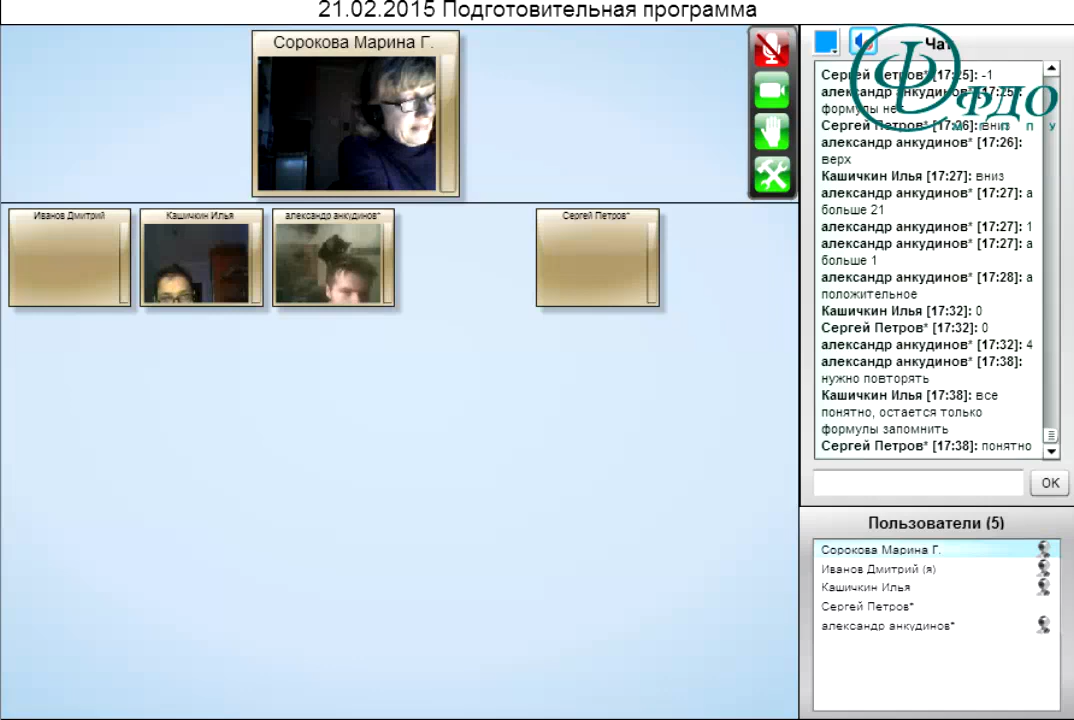 21.02.2015 Подготовительная программа
Сорокова Марина Г.
Иванов Дмитрий
Кашичкин Илья
александр анкудинов*
Сергей Петров*
Чат
Сергей Петров* [17:25]: -1
александр анкудинов* [17:25]:
формулы нет
Сергей Петров* [17:26]: вниз
александр анкудинов* [17:26]:
верх
Кашичкин Илья [17:27]: вниз
александр анкудинов* [17:27]: а
больше 21
александр анкудинов* [17:27]: 1
александр анкудинов* [17:27]: а
больше 1
александр анкудинов* [17:28]: а
положительное
Кашичкин Илья [17:32]: 0
Сергей Петров* [17:32]: 0
александр анкудинов* [17:32]: 4
александр анкудинов* [17:38]:
нужно повторять
Кашичкин Илья [17:38]: все
понятно, остается только
формулы запомнить
Сергей Петров* [17:38]: понятно
ФДО
МГППУ
OK
Пользователи (5)
Сорокова Марина Г.
Иванов Дмитрий (я)
Кашичкин Илья
Сергей Петров*
александр анкудинов*